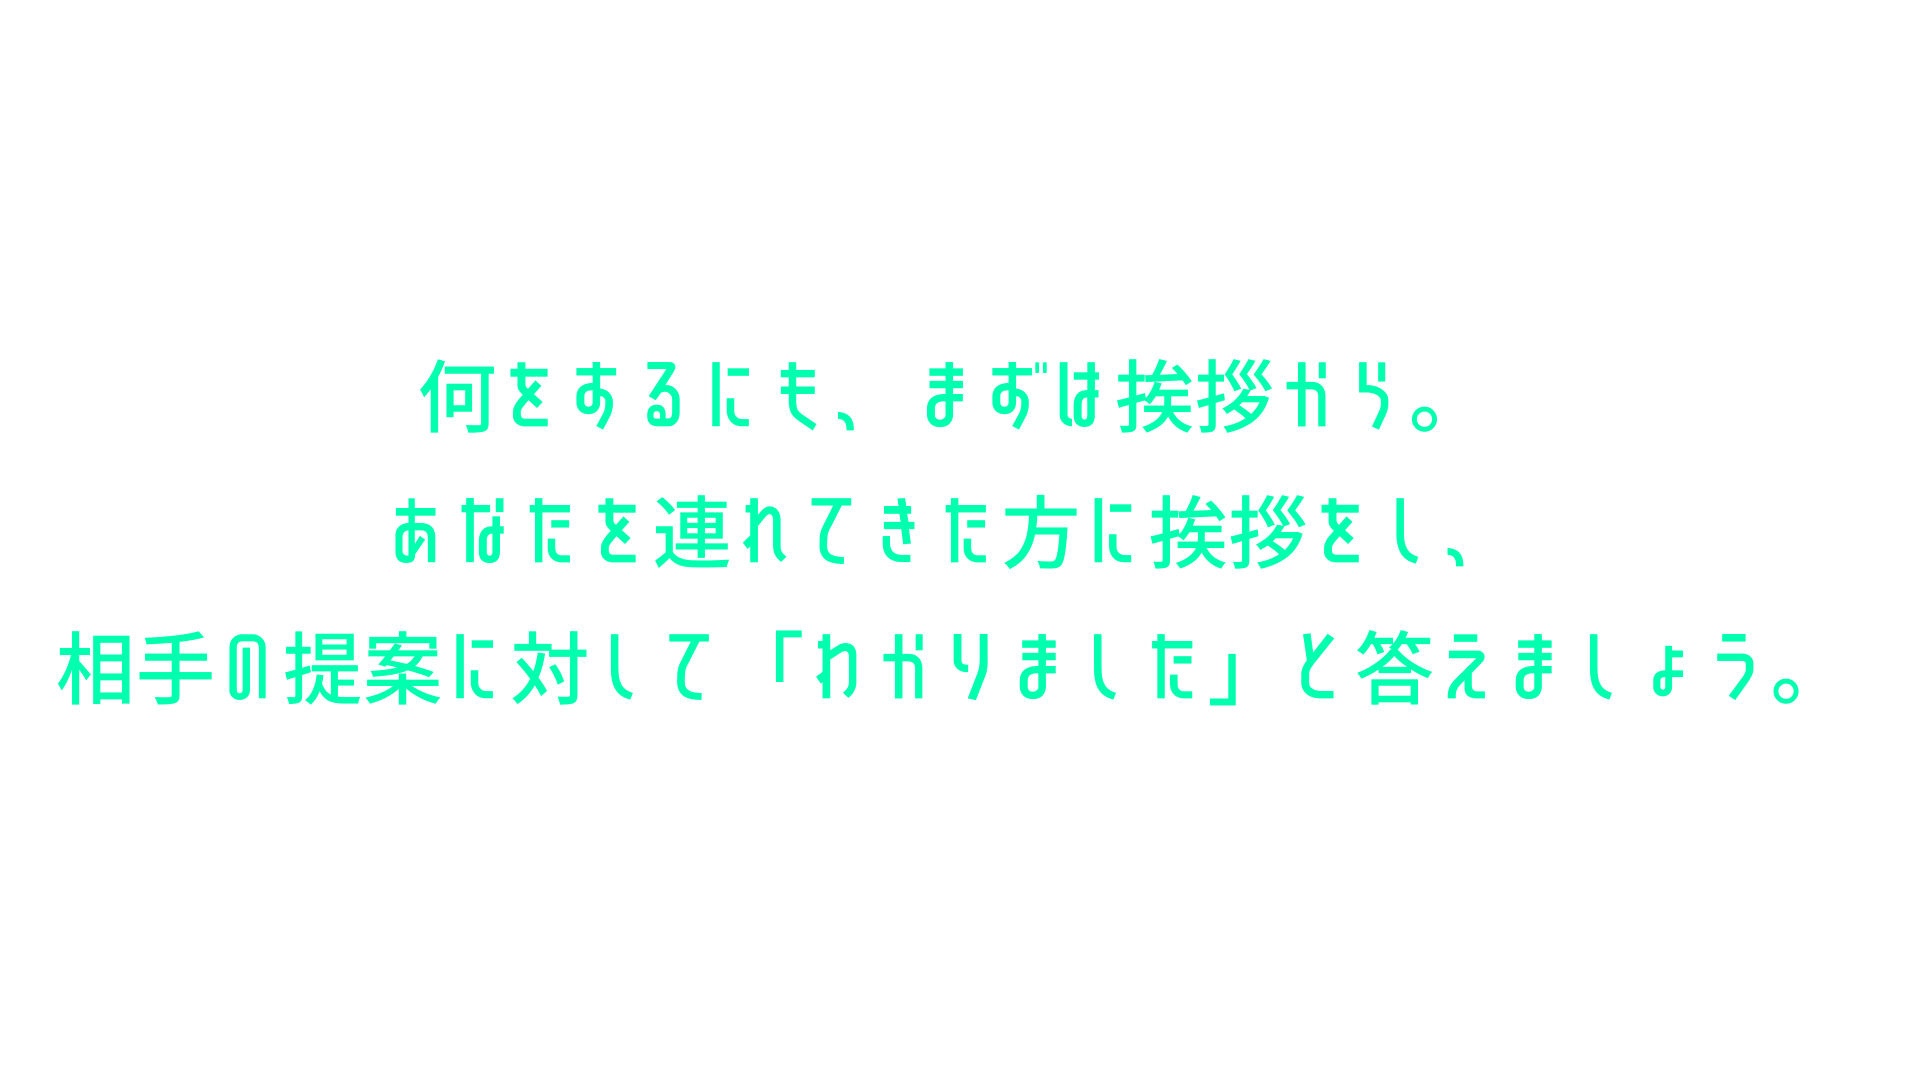 何をするにも、まずは挨拶から。
あなたを連れてきた方に挨拶をし、
相手の提案に対して「わかりました」と答えましょう。